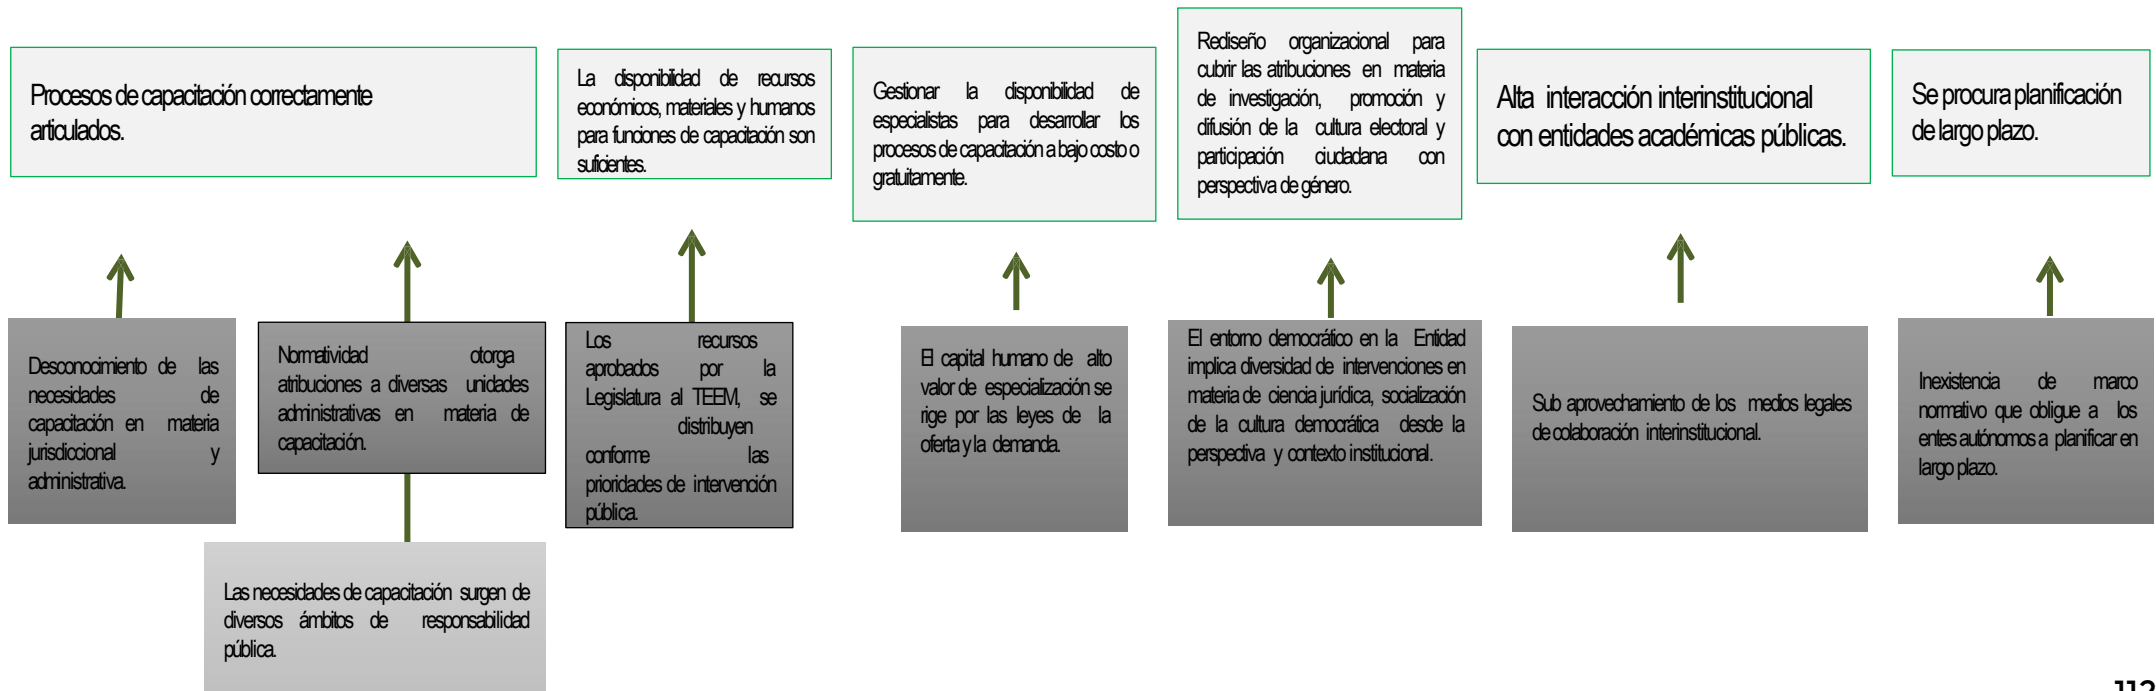 Procesos de capacitación correctamente
articulados.
La disponibilidad de recursos
económicos, materiales y humanos
para funciones de capacitación son
suficientes.
Gestionar la disponibilidad de
especialistas para desarrollar los
procesos de capacitación a bajo costo o
gratuitamente.
Rediseño organizacional para
cubrir las atribuciones en materia
de investigación, promoción y
difusión de la cultura electoral y
participación ciudadana con
perspectiva de género.
Alta interacción interinstitucional
con entidades académicas públicas.
Se procura planificación
de largo plazo.
Desconocimiento de las
necesidades de
capacitación en materia
jurisdiccional y
administrativa.
Normatividad otorga
atribuciones a diversas unidades
administrativas en materia de
capacitación.
Los recursos
aprobados por la
Legislatura al TEEM, se
distribuyen
conforme las
prioridades de intervención
pública.
El capital humano de alto
valor de especialización se
rige por las leyes de la
oferta y la demanda.
El entorno democrático en la Entidad
implica diversidad de intervenciones en
materia de ciencia jurídica, socialización
de la cultura democrática desde la
perspectiva y contexto institucional.
Sub aprovechamiento de los medios legales
de colaboración interinstitucional.
Inexistencia de marco
normativo que obligue a los
entes autónomos a planificar en
largo plazo.
Las necesidades de capacitación surgen de
diversos ámbitos de responsabilidad
pública.
112